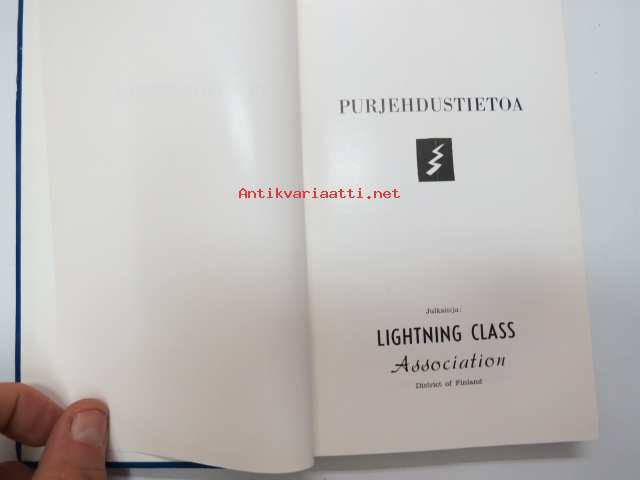 PURJEHDUSTIETOA
Antikvariaatti.net
Julkaisija:
LIGHTNING CLASS
Association
District of Finland